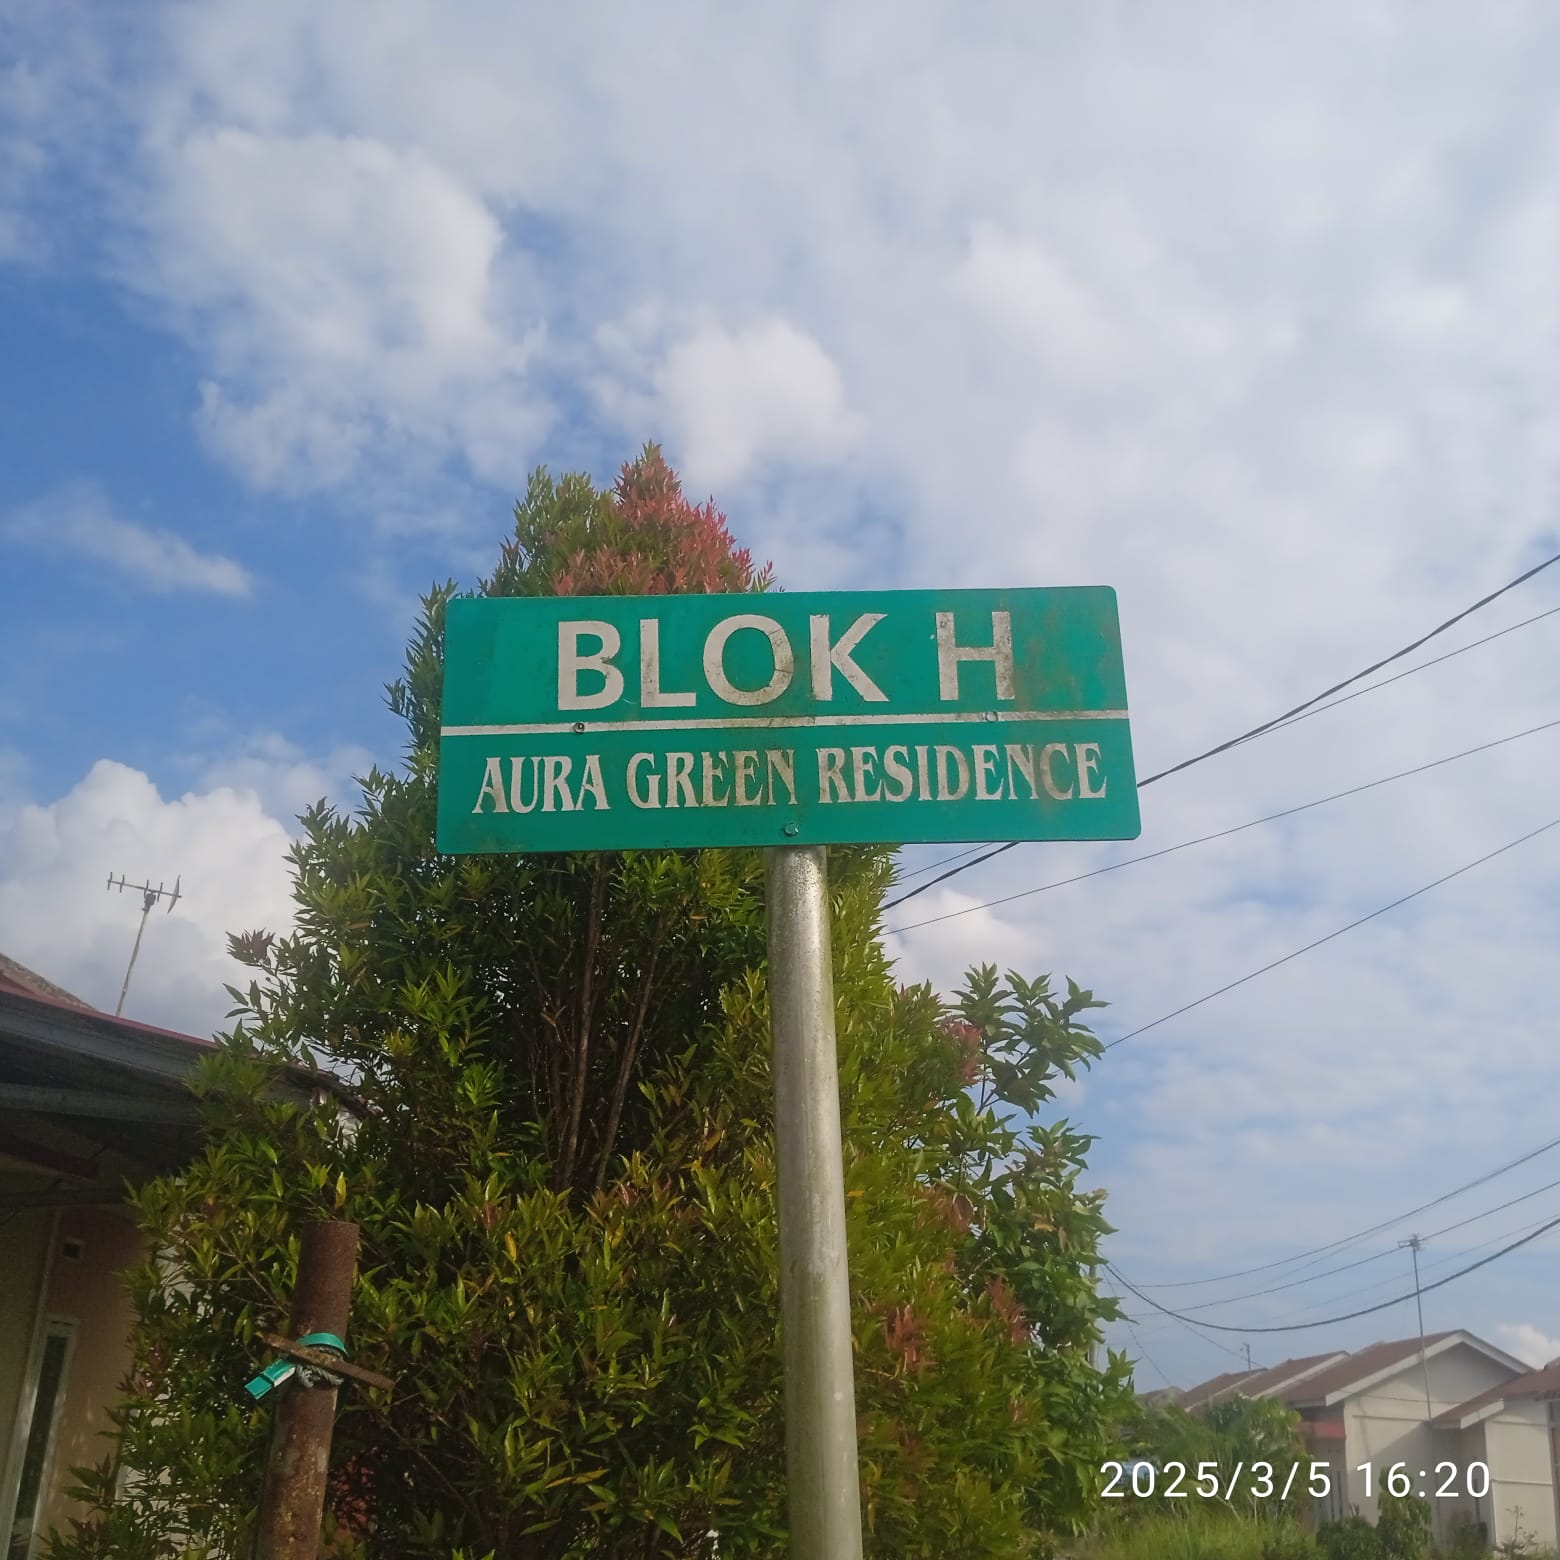 BLOK H
AURA GREEN RESIDENCE
2025/3/5 16:20